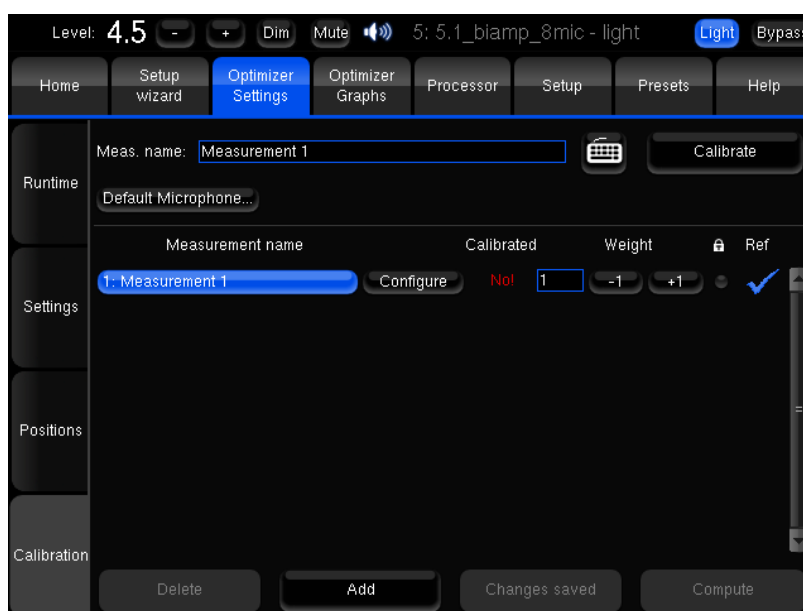 Level: 4.5 - + Dim Mute 5: 5.1_biamp_8mic - light Light Bypas
Home Setup wizard Optimizer Settings Optimizer Graphs Processor Setup Presets Help
Runtime
Meas. name: Measurement 1 Calibrate
Default Microphone...
Measurement name Calibrated Weight Ref
1: Measurement 1 Configure No! 1 -1 +1
Settings
Positions
Calibration
Delete Add Changes saved Compute